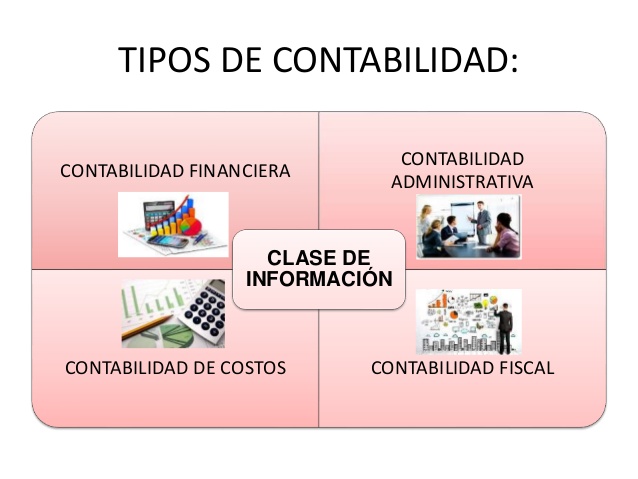 TIPOS DE CONTABILIDAD:
CONTABILIDAD FINANCIERA
CONTABILIDAD
ADMINISTRATIVA
CLASE DE
INFORMACIÓN
CONTABILIDAD DE COSTOS
CONTABILIDAD FISCAL